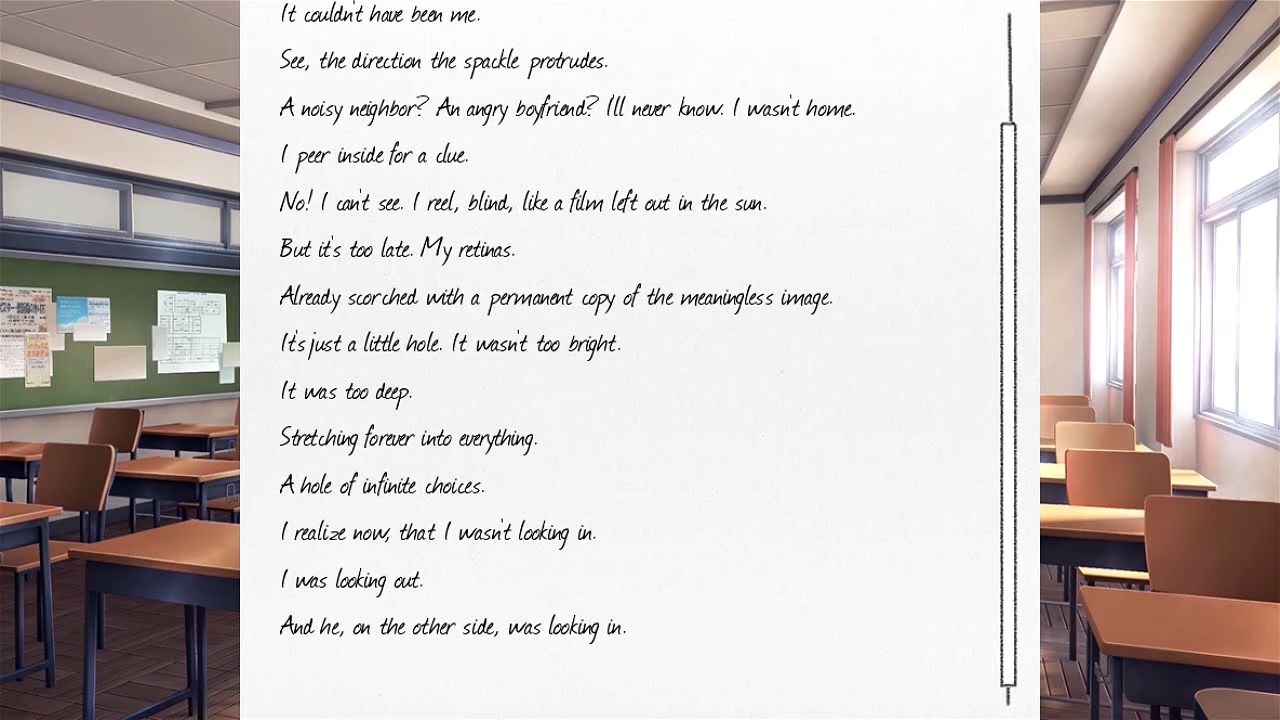 It couldn't have been me.
See, the direction the spackle protrudes.
A noisy neighbor? An angry boyfriend? I'll never know. I wasn't home.
I peer inside for a clue.
No! I can't see. I reel, blind, like a film left out in the sun.
But it's too late. My retinas.
Already scorched with a permanent copy of the meaningless image.
It's just a little hole. It wasn't too bright.
It was too deep.
Stretching forever into everything.
A hole of infinite choices.
I realize now, that I wasn't looking in.
I was looking out.
And he, on the other side, was looking in.